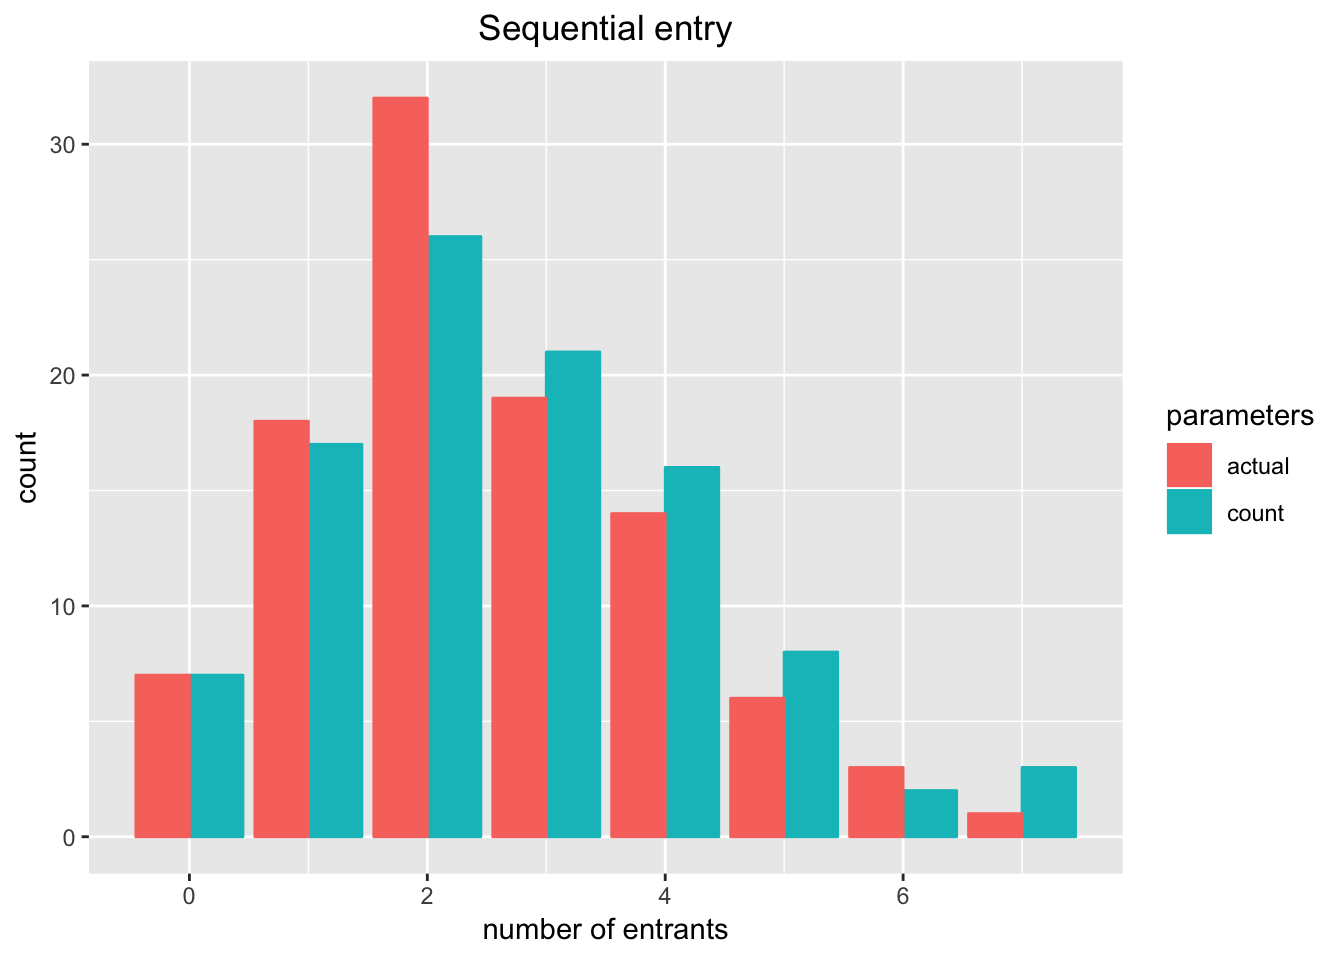 Sequential entry
30
20
10
0
count
0 2 4 6
number of entrants
parameters
actual
count